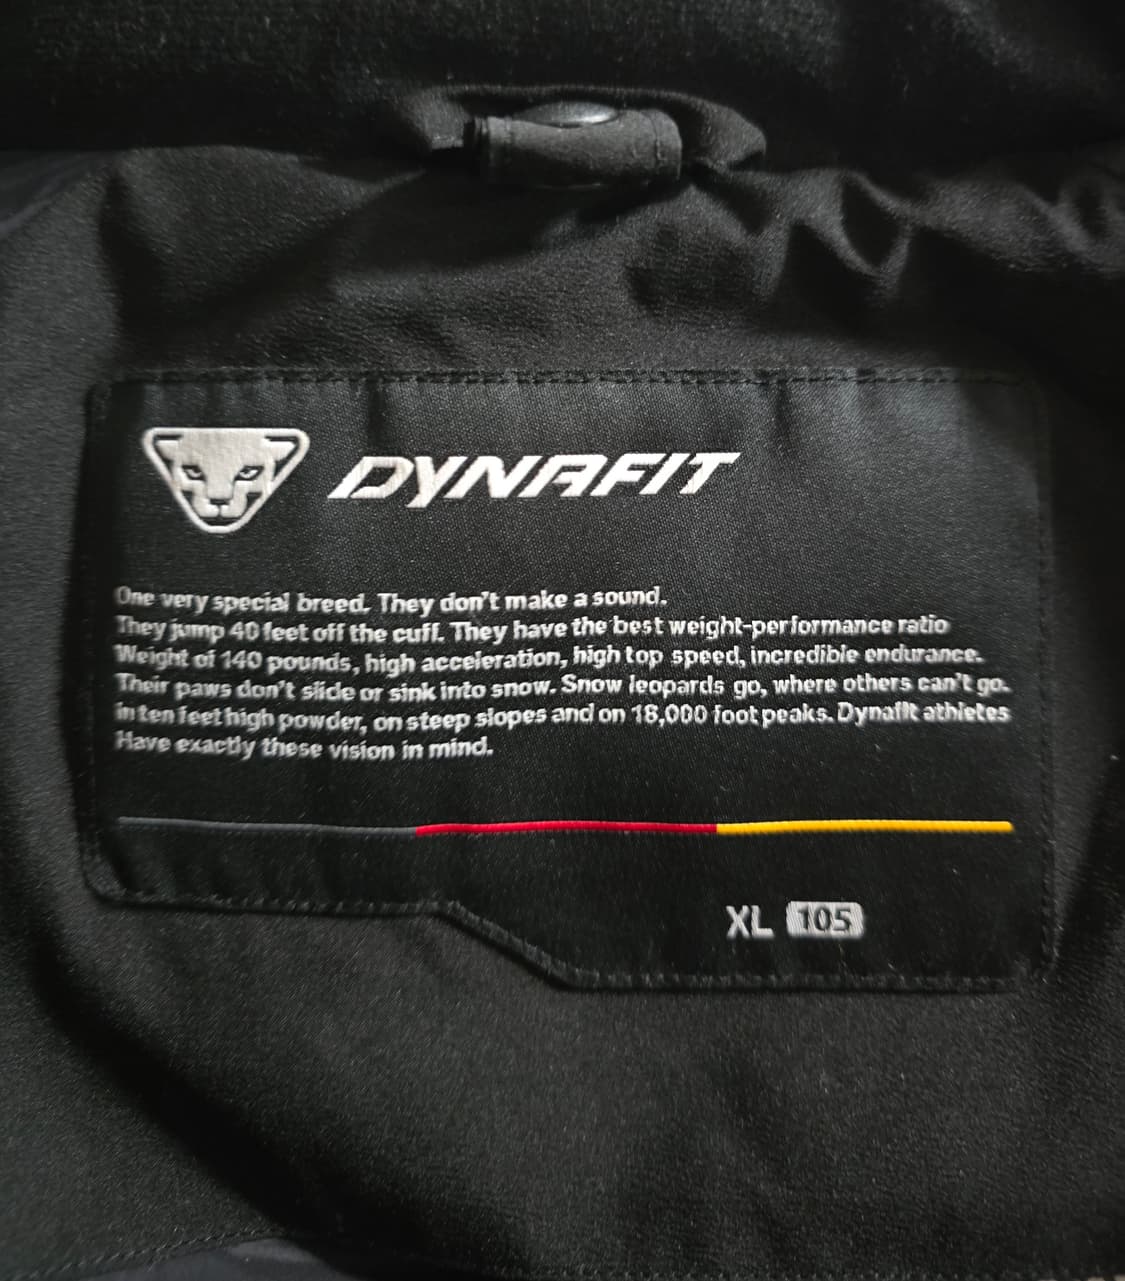 DYNAFIT
One very special breed. They don't make a sound.
They jump 40 feet off the cuff. They have the best weight-performance ratio
Weight of 140 pounds, high acceleration, high top speed, incredible endurance.
Their paws don't slide or sink into snow. Snow leopards go, where others can't go.
in ten feet high powder, on steep slopes and on 18,000 foot peaks. Dynafit athletes
Have exactly these vision in mind.
XL 105